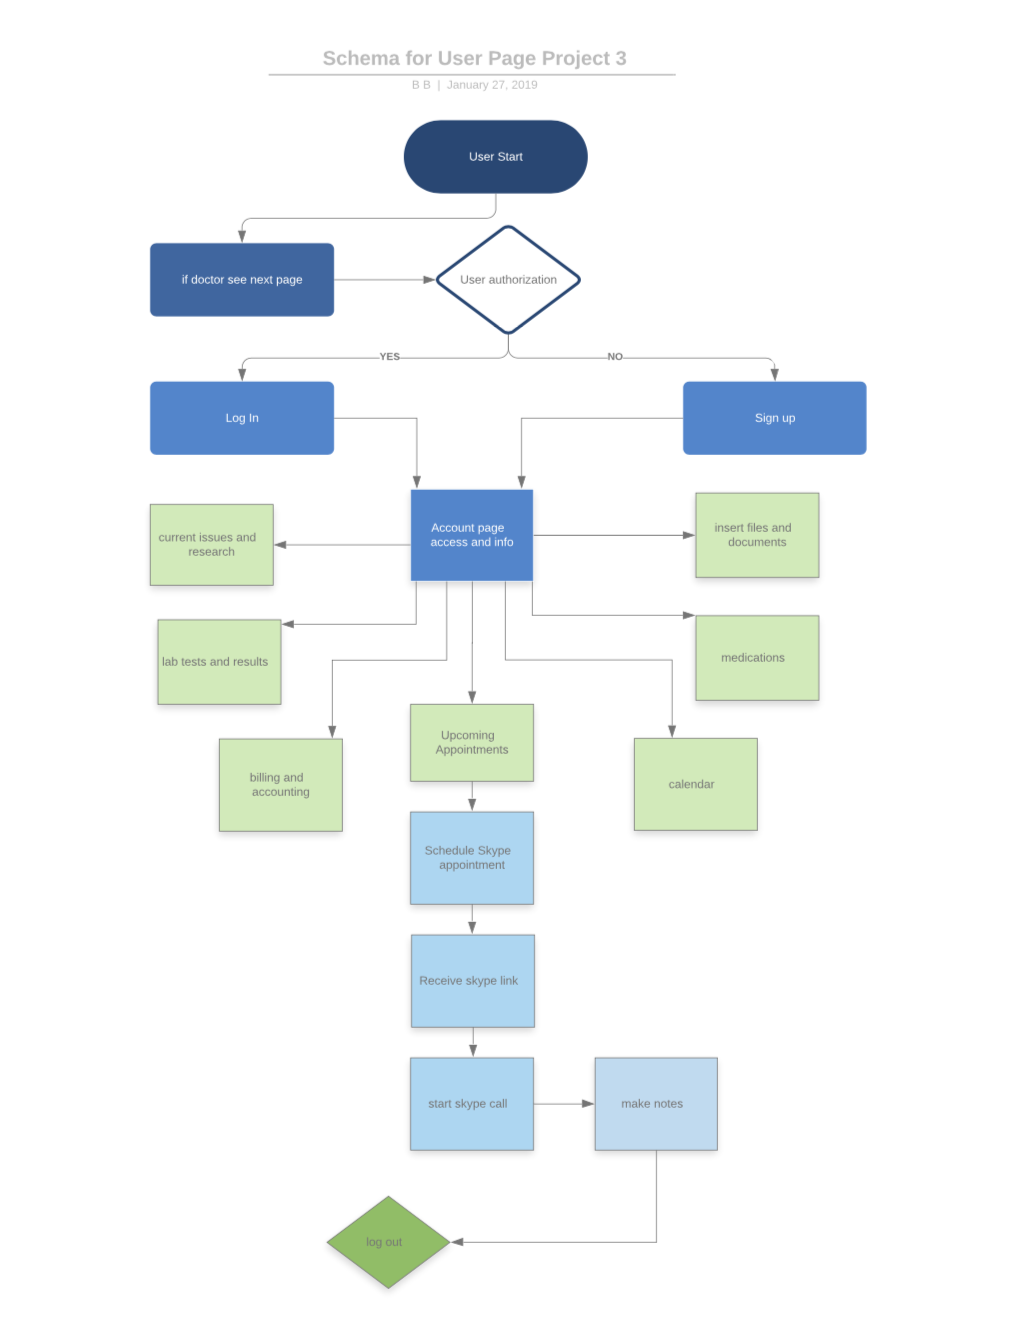 Schema for User Page Project 3
B B | January 27, 2019
User Start
if doctor see next page
User authorization
YES
NO
Log In
Sign up
Account page
access and info
current issues and
research
insert files and
documents
lab tests and results
medications
billing and
accounting
Upcoming
Appointments
calendar
Schedule Skype
appointment
Receive skype link
start skype call
make notes
log out